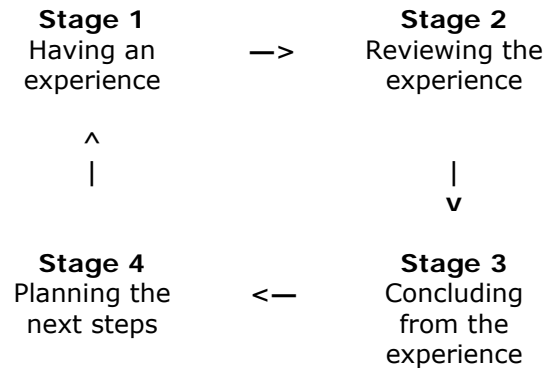 Stage 1
Having an
experience
—>
Stage 2
Reviewing the
experience
^
|
|
v
Stage 4
Planning the
next steps
<—
Stage 3
Concluding
from the
experience